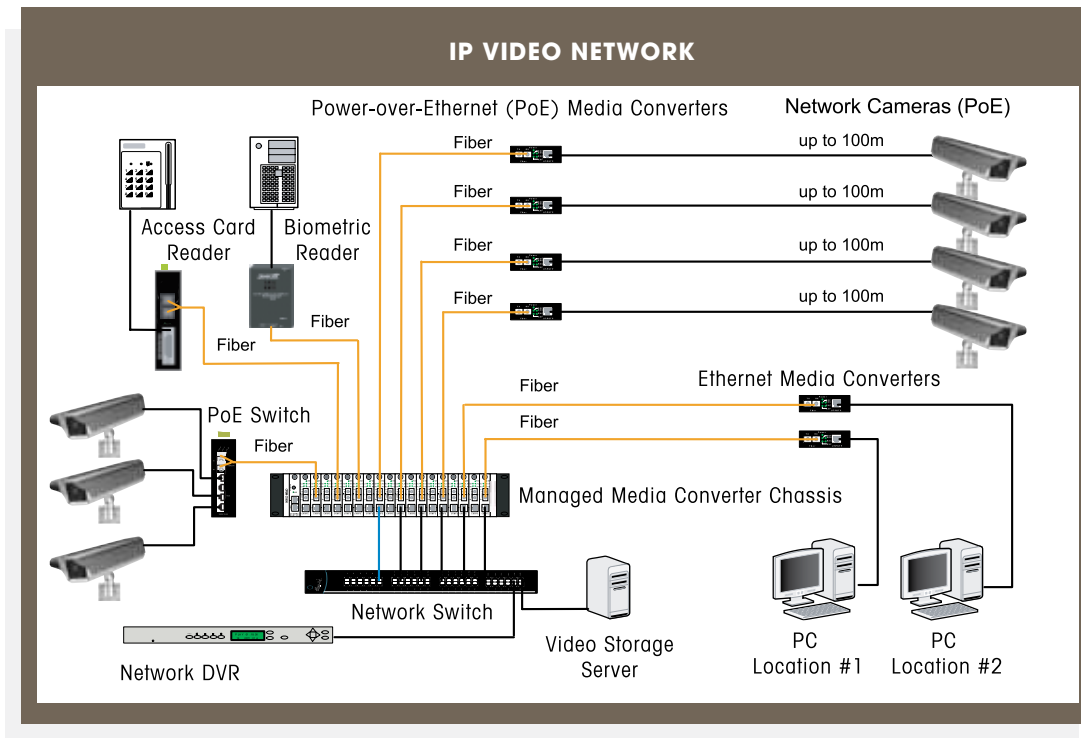 IP VIDEO NETWORK
Power-over-Ethernet (PoE) Media Converters
Network Cameras (PoE)
Fiber
up to 100m
Fiber
up to 100m
Access Card
Reader
Biometric
Reader
Fiber
up to 100m
Fiber
up to 100m
Fiber
Fiber
Ethernet Media Converters
Fiber
PoE Switch
Fiber
Fiber
Managed Media Converter Chassis
Network Switch
Video Storage
Server
PC
Location #1
PC
Location #2
Network DVR